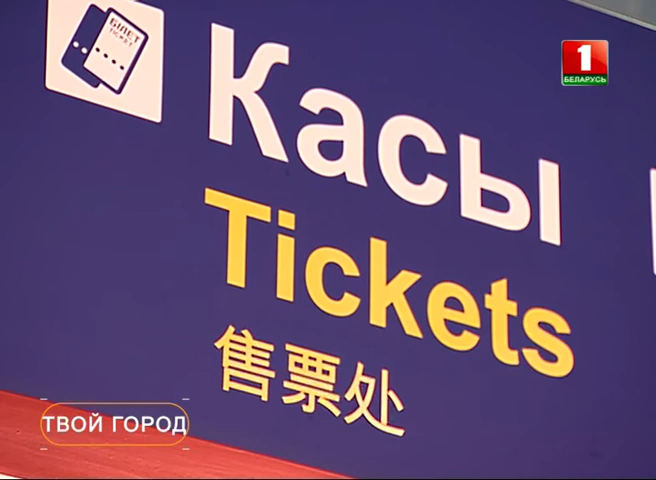 БІЛЕТ
TICKET
1
БЕЛАРУСЬ
Касы
Tickets
售票处
ТВОЙ ГОРОД